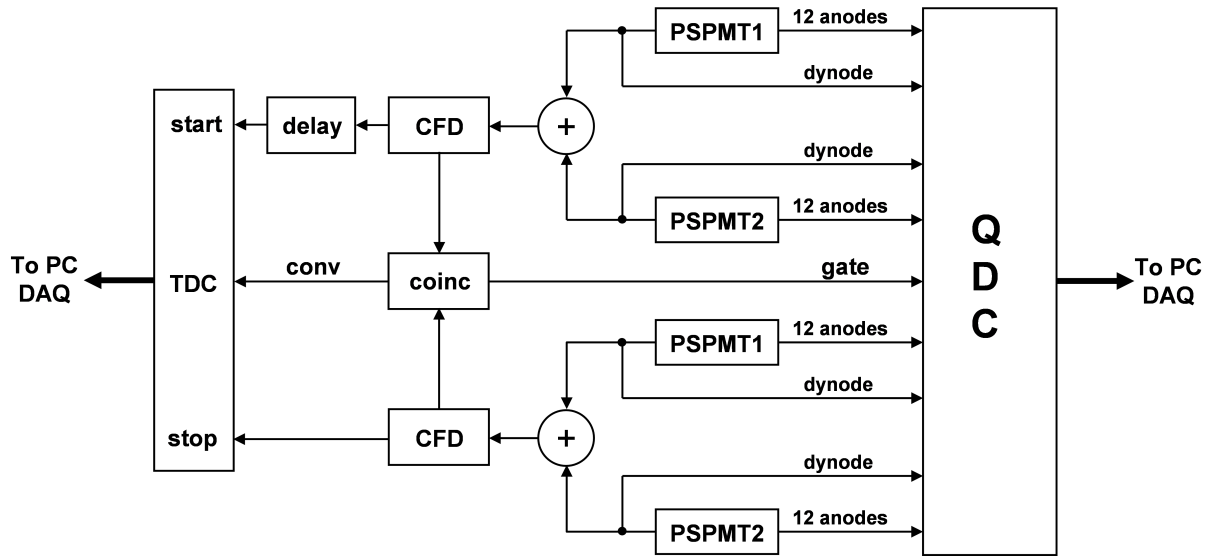 PSPMT1
12 anodes
dynode
start
delay
CFD
+
dynode
PSPMT2
12 anodes
Q
D
C
To PC
DAQ
TDC
conv
coinc
gate
To PC
DAQ
PSPMT1
12 anodes
dynode
stop
CFD
+
dynode
PSPMT2
12 anodes